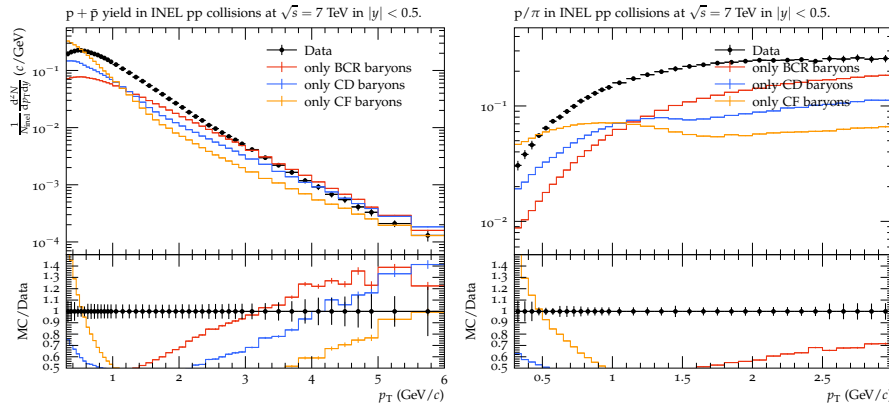 p + p̄ yield in INEL pp collisions at √s = 7 TeV in |y| < 0.5.
1/N_inel d²N/dp_T dy (c/GeV)
10⁻¹
10⁻²
10⁻³
10⁻⁴
Data
only BCR baryons
only CD baryons
only CF baryons
MC/Data
1.4
1.3
1.2
1.1
1
0.9
0.8
0.7
0.6
0.5
1 2 3 4 5 6
p_T (GeV/c)
p/π in INEL pp collisions at √s = 7 TeV in |y| < 0.5.
10⁻¹
10⁻²
Data
only BCR baryons
only CD baryons
only CF baryons
MC/Data
1.4
1.3
1.2
1.1
1
0.9
0.8
0.7
0.6
0.5
0.5 1 1.5 2 2.5
p_T (GeV/c)